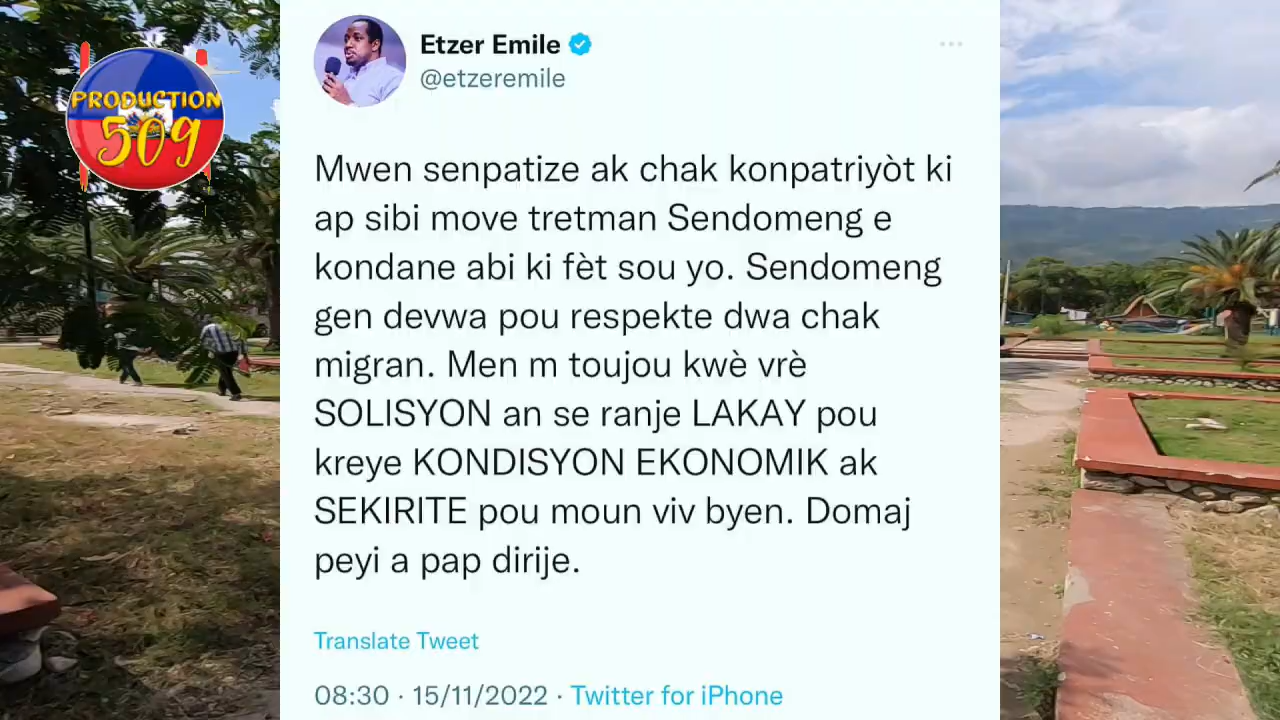 PRODUCTION
509
Etzer Emile
@etzeremile
Mwen senpatize ak chak konpatriyòt ki
ap sibi move tretman Sendomeng e
kondane abi ki fèt sou yo. Sendomeng
gen devwa pou respekte dwa chak
migran. Men m toujou kwè vrè
SOLISYON an se ranje LAKAY pou
kreye KONDISYON EKONOMIK ak
SEKIRITE pou moun viv byen. Domaj
peyi a pap dirije.
Translate Tweet
08:30 · 15/11/2022 · Twitter for iPhone